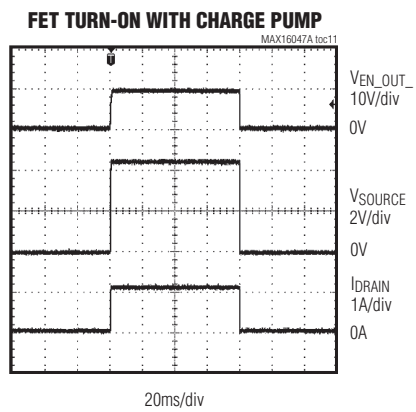 FET TURN-ON WITH CHARGE PUMP
MAX16047A toc11
VEN_OUT_
10V/div
0V
VSOURCE
2V/div
0V
IDRAIN
1A/div
0A
20ms/div